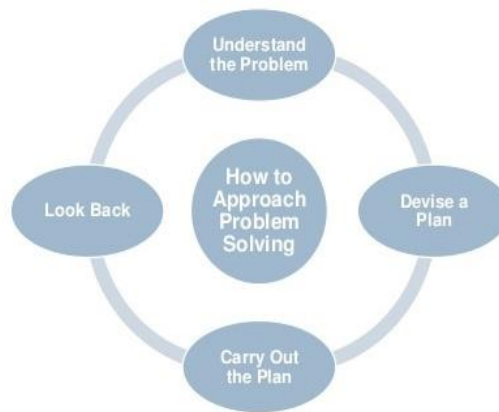 Understand
the Problem
How to
Approach
Problem
Solving
Devise a
Plan
Carry Out
the Plan
Look Back